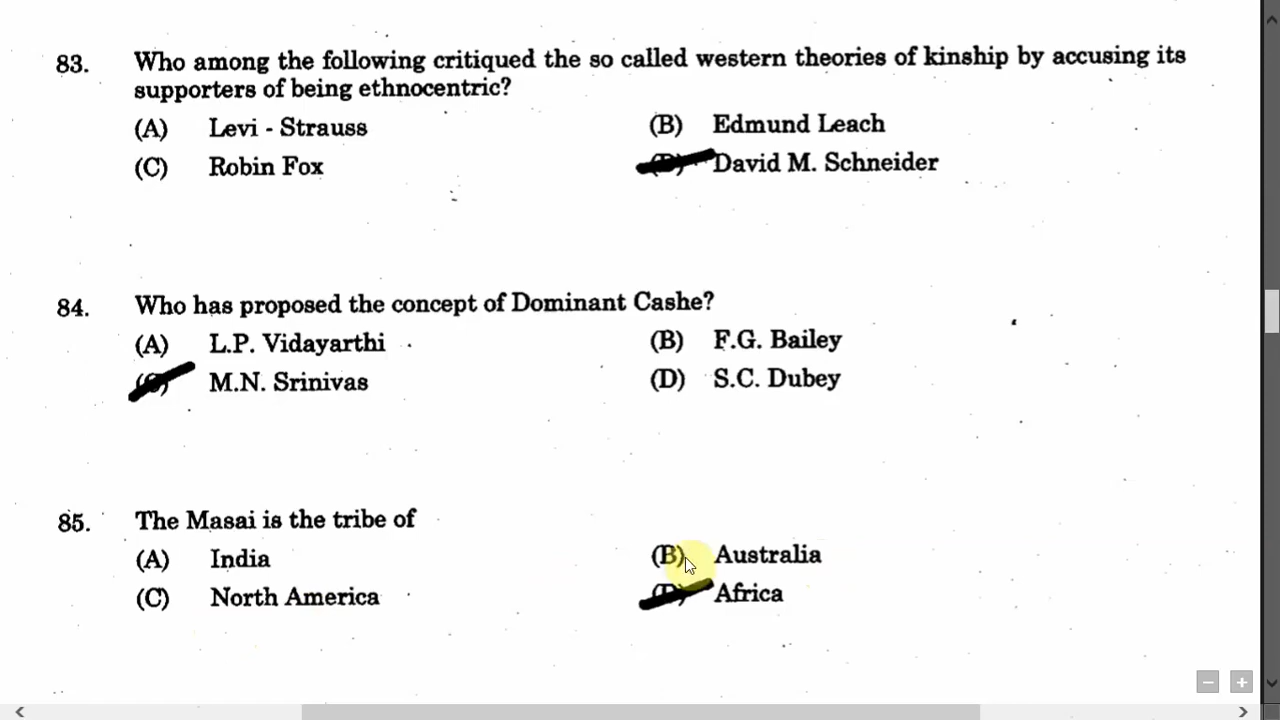 83. Who among the following critiqued the so called western theories of kinship by accusing its
supporters of being ethnocentric?
(A) Levi - Strauss (B) Edmund Leach
(C) Robin Fox David M. Schneider
84. Who has proposed the concept of Dominant Cashe?
(A) L.P. Vidayarthi (B) F.G. Bailey
M.N. Srinivas (D) S.C. Dubey
85. The Masai is the tribe of
(A) India (B) Australia
(C) North America Africa